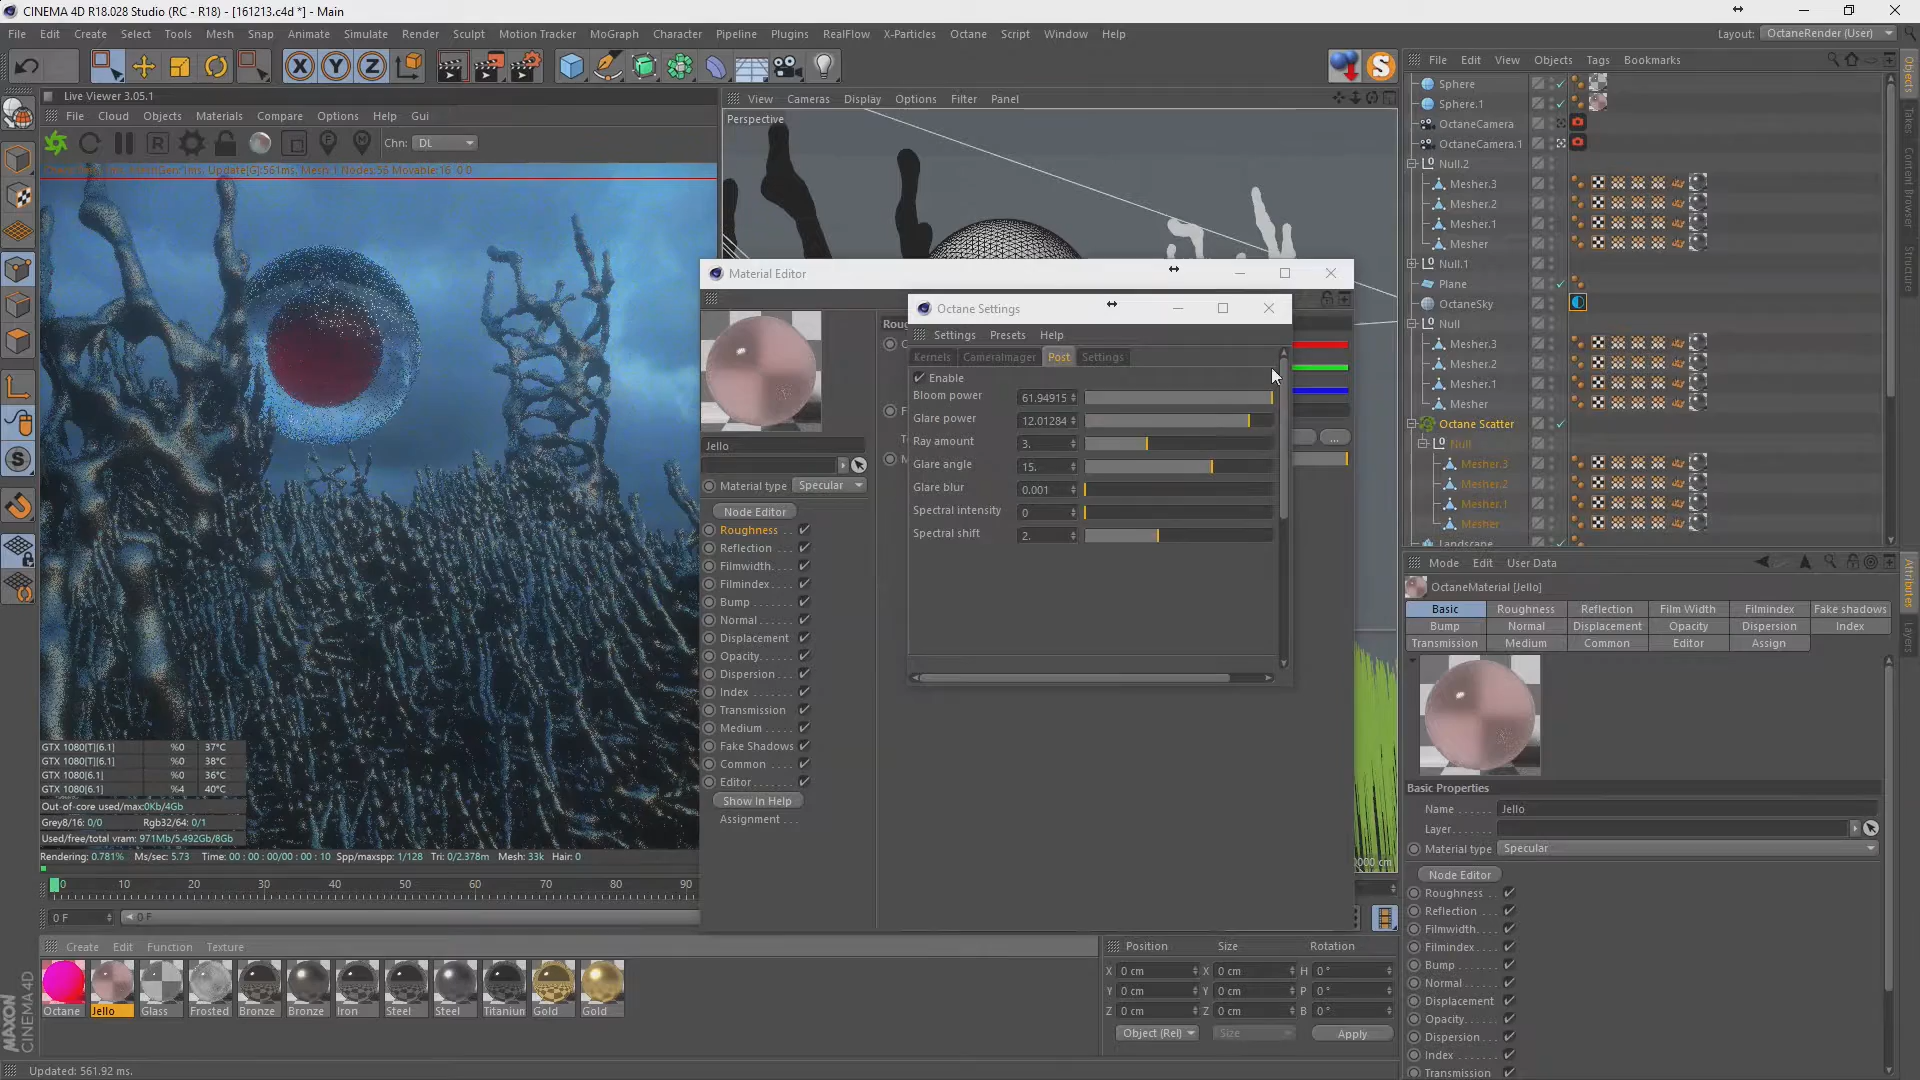 CINEMA 4D R18.028 Studio (RC - R18) - [161213.c4d *] - Main
File Edit Create Select Tools Mesh Snap Animate Simulate Render Sculpt Motion Tracker MoGraph Character Pipeline Plugins RealFlow X-Particles Octane Script Window Help
Layout: OctaneRender (User)
Live Viewer 3.05.1
File Cloud Objects Materials Compare Options Help Gui
Chn: DL
GTX 1080[T][6.1] %0 37°C
GTX 1080[T][6.1] %0 38°C
GTX 1080[6.1] %0 36°C
GTX 1080[6.1] %4 40°C
Out-of-core used/max:0Kb/4Gb
Grey8/16: 0/0 Rgb32/64: 0/1
Used/free/total vram: 971Mb/5.492Gb/8Gb
Rendering: 0.781% Ms/sec: 5.73 Time: 00 : 00 : 00/00 : 00 : 10 Spp/maxspp: 1/128 Tri: 0/2.378m Mesh: 33k Hair: 0
0 10 20 30 40 50 60 70 80 90
0 F 0 F
View Cameras Display Options Filter Panel
Perspective
Material Editor
Jello
Material type Specular
Node Editor
Roughness
Reflection
Filmwidth
Filmindex
Bump
Normal
Displacement
Opacity
Dispersion
Index
Transmission
Medium
Fake Shadows
Common
Editor
Show In Help
Assignment
Octane Settings
Settings Presets Help
Kernels CameraImager Post Settings
Enable
Bloom power 61.94915
Glare power 12.01284
Ray amount 3.
Glare angle 15.
Glare blur 0.001
Spectral intensity 0
Spectral shift 2.
File Edit View Objects Tags Bookmarks
Sphere
Sphere.1
OctaneCamera
OctaneCamera.1
Null.2
Mesher.3
Mesher.2
Mesher.1
Mesher
Null.1
Plane
OctaneSky
Null
Mesher.3
Mesher.2
Mesher.1
Mesher
Octane Scatter
Null
Mesher.3
Mesher.2
Mesher.1
Mesher
Landscape
Objects
Takes
Content Browser
Structure
Attributes
Layers
Mode Edit User Data
OctaneMaterial [Jello]
Basic Roughness Reflection Film Width Filmindex Fake shadows
Bump Normal Displacement Opacity Dispersion Index
Transmission Medium Common Editor Assign
Basic Properties
Name Jello
Layer
Material type Specular
Node Editor
Roughness
Reflection
Filmwidth
Filmindex
Bump
Normal
Displacement
Opacity
Dispersion
Index
Transmission
Create Edit Function Texture
Octane Jello Glass Frosted Bronze Bronze Iron Steel Steel Titaniun Gold Gold
Position Size Rotation
X 0 cm X 0 cm H 0 °
Y 0 cm Y 0 cm P 0 °
Z 0 cm Z 0 cm B 0 °
Object (Rel) Size Apply
MAXON CINEMA 4D
Updated: 561.92 ms.